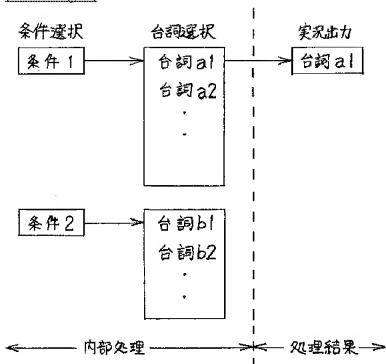 条件選択 台詞選択 実況出力
条件1 台詞a1 台詞a1
台詞a2
・
・
条件2 台詞b1
台詞b2
・
・
内部処理 処理結果